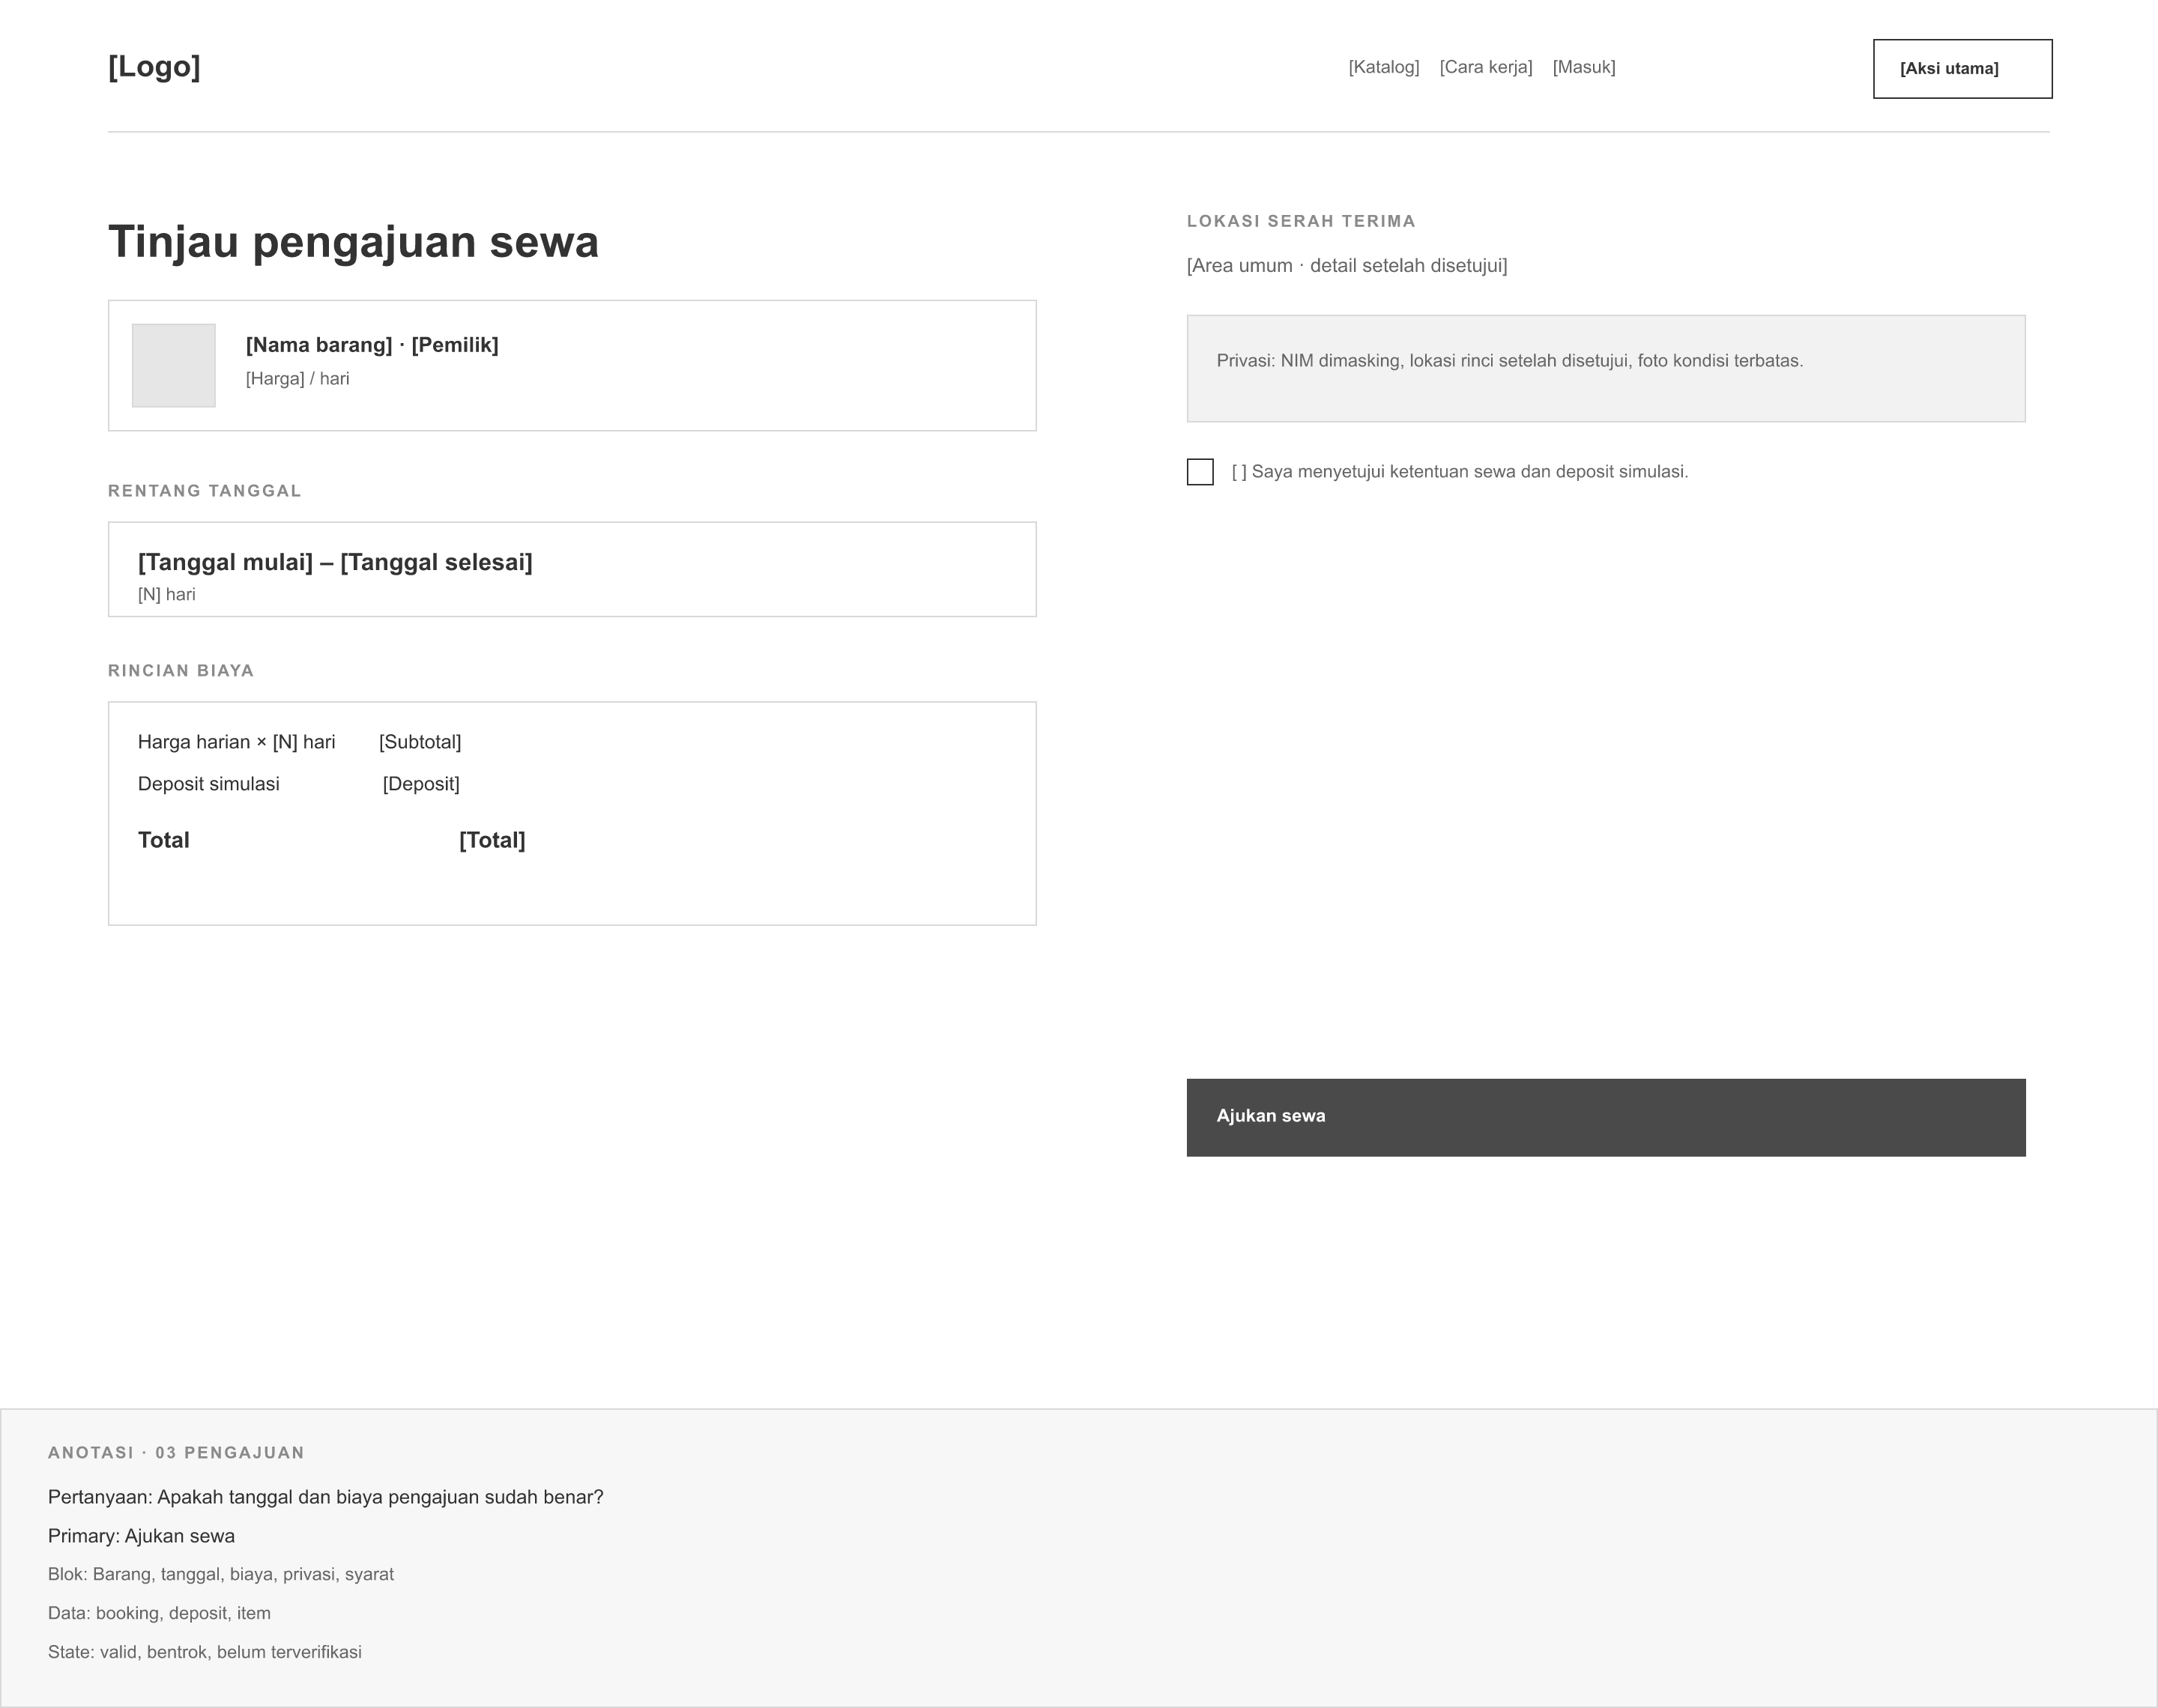 [Logo]
[Katalog] [Cara kerja] [Masuk]
[Aksi utama]
Tinjau pengajuan sewa
[Nama barang] · [Pemilik]
[Harga] / hari
RENTANG TANGGAL
[Tanggal mulai] – [Tanggal selesai]
[N] hari
RINCIAN BIAYA
Harga harian × [N] hari [Subtotal]
Deposit simulasi [Deposit]
Total [Total]
LOKASI SERAH TERIMA
[Area umum · detail setelah disetujui]
Privasi: NIM dimasking, lokasi rinci setelah disetujui, foto kondisi terbatas.
[ ] Saya menyetujui ketentuan sewa dan deposit simulasi.
Ajukan sewa
ANOTASI · 03 PENGAJUAN
Pertanyaan: Apakah tanggal dan biaya pengajuan sudah benar?
Primary: Ajukan sewa
Blok: Barang, tanggal, biaya, privasi, syarat
Data: booking, deposit, item
State: valid, bentrok, belum terverifikasi